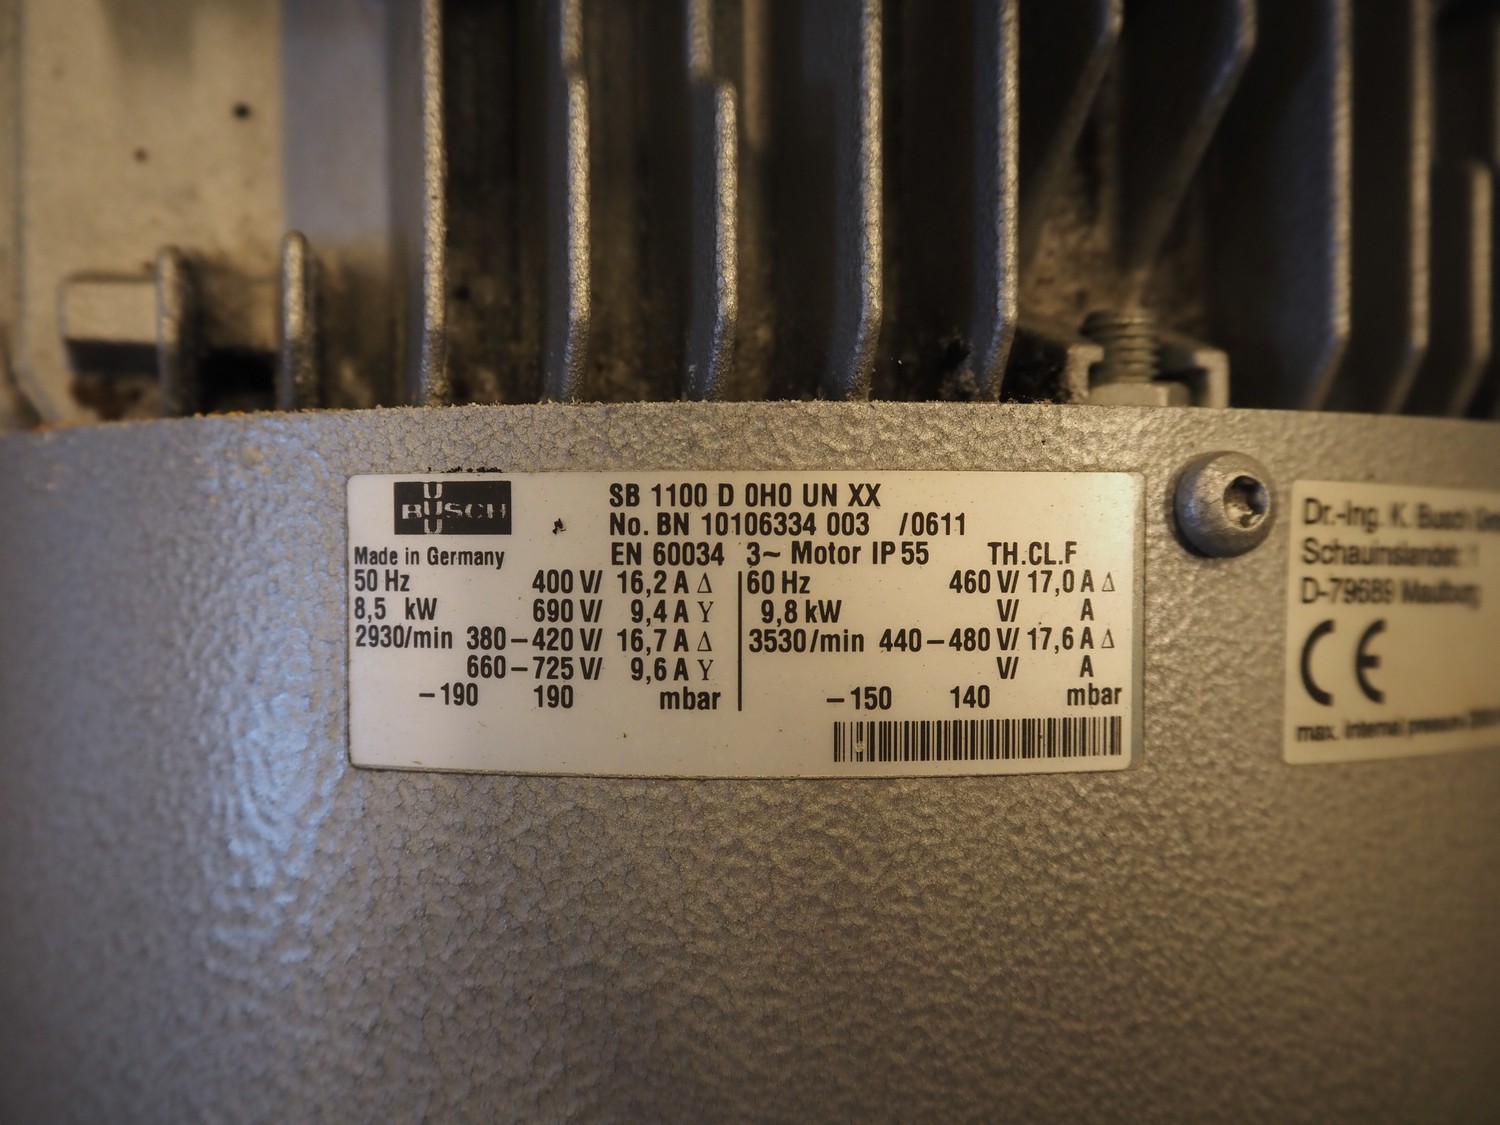 BUSCH
SB 1100 D 0H0 UN XX
No. BN 10106334 003 /0611
Made in Germany
EN 60034 3~ Motor IP 55 TH.CL.F
50 Hz 400 V/ 16,2 A Δ
8,5 kW 690 V/ 9,4 A Y
2930/min 380–420 V/ 16,7 A Δ
660–725 V/ 9,6 A Y
–190 190 mbar
60 Hz 460 V/ 17,0 A Δ
9,8 kW V/ A
3530/min 440–480 V/ 17,6 A Δ
V/ A
–150 140 mbar
Dr.-Ing. K. Busch
Schauinslandstr. 1
D-79689 Maulburg
CE
max. internal pressure